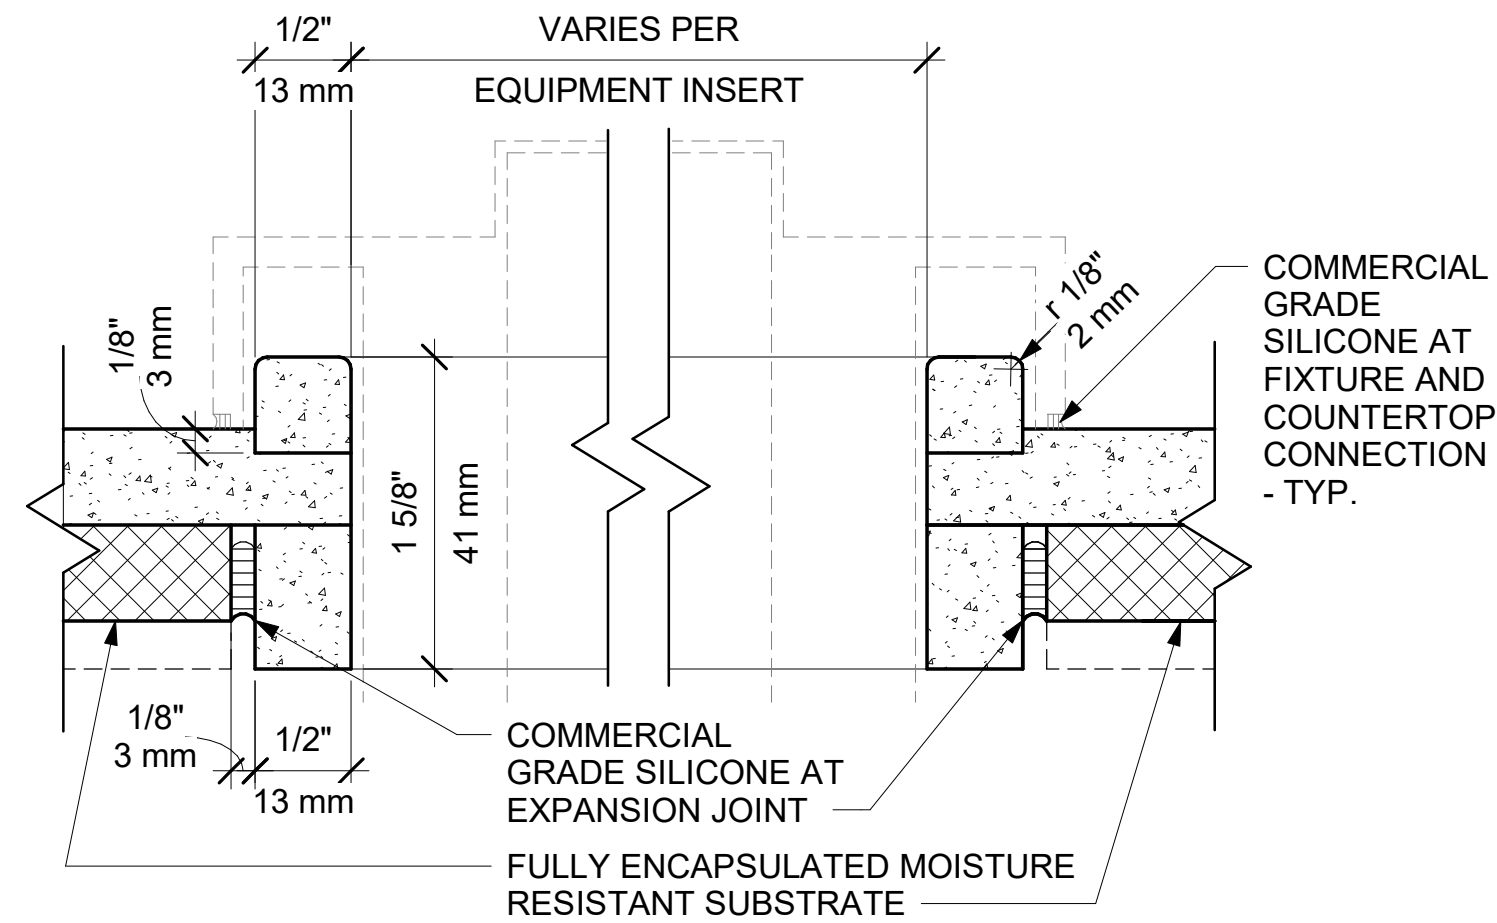 1/2"
13 mm
VARIES PER
EQUIPMENT INSERT
r 1/8"
2 mm
COMMERCIAL
GRADE
SILICONE AT
FIXTURE AND
COUNTERTOP
CONNECTION
- TYP.
1/8"
3 mm
1 5/8"
41 mm
1/8"
3 mm
1/2"
13 mm
COMMERCIAL
GRADE SILICONE AT
EXPANSION JOINT
FULLY ENCAPSULATED MOISTURE
RESISTANT SUBSTRATE